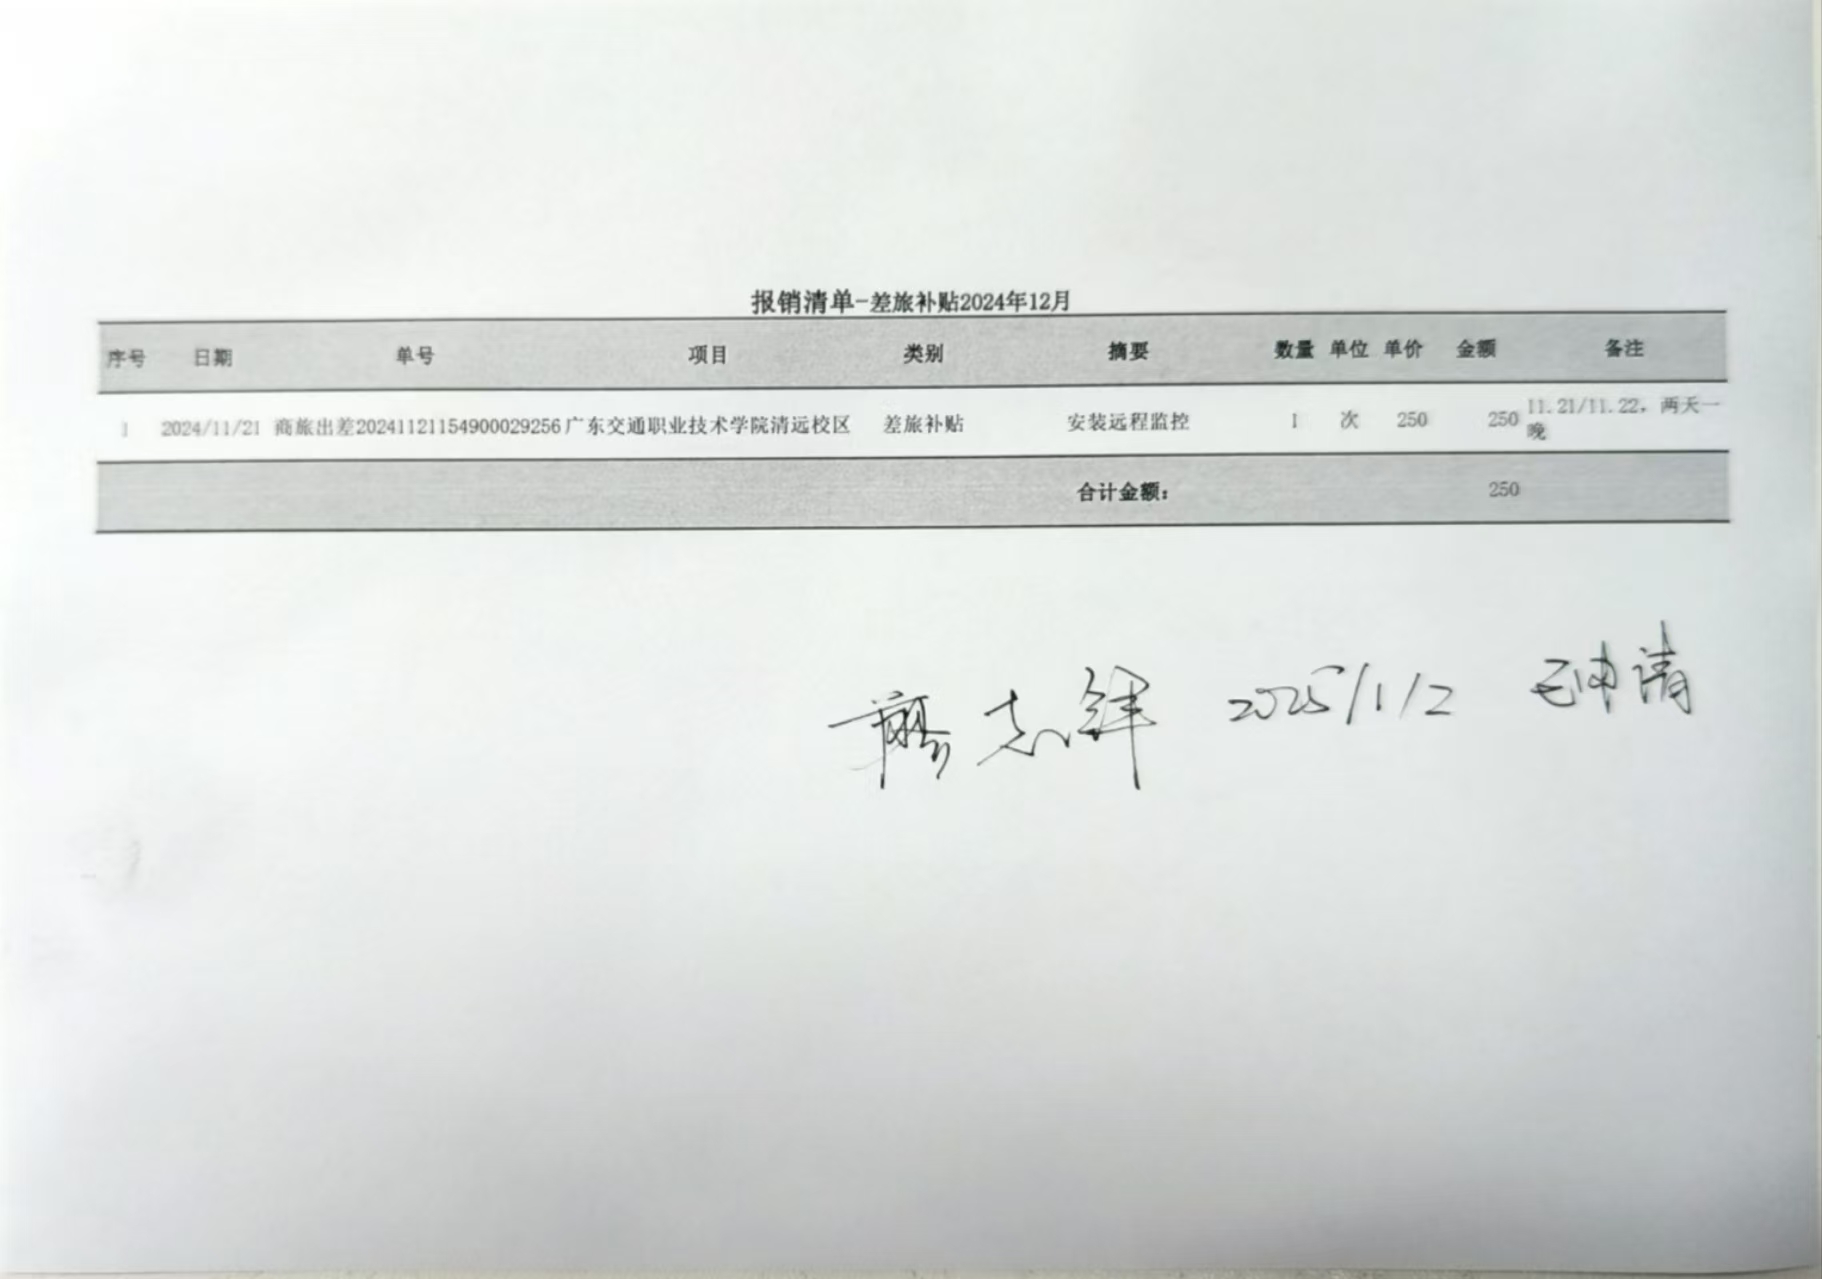 报销清单-差旅补贴2024年12月
序号 日期 单号 项目 类别 摘要 数量 单位 单价 金额 备注
1 2024/11/21 商旅出差20241121154900029256 广东交通职业技术学院清远校区 差旅补贴 安装远程监控 1 次 250 250 11.21/11.22，两天一
晚
合计金额： 250
廖志锋 2025/1/2 已申请